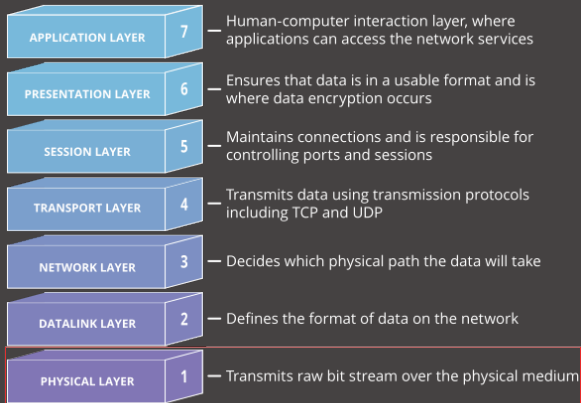 APPLICATION LAYER 7 Human-computer interaction layer, where
applications can access the network services
PRESENTATION LAYER 6 Ensures that data is in a usable format and is
where data encryption occurs
SESSION LAYER 5 Maintains connections and is responsible for
controlling ports and sessions
TRANSPORT LAYER 4 Transmits data using transmission protocols
including TCP and UDP
NETWORK LAYER 3 Decides which physical path the data will take
DATALINK LAYER 2 Defines the format of data on the network
PHYSICAL LAYER 1 Transmits raw bit stream over the physical medium